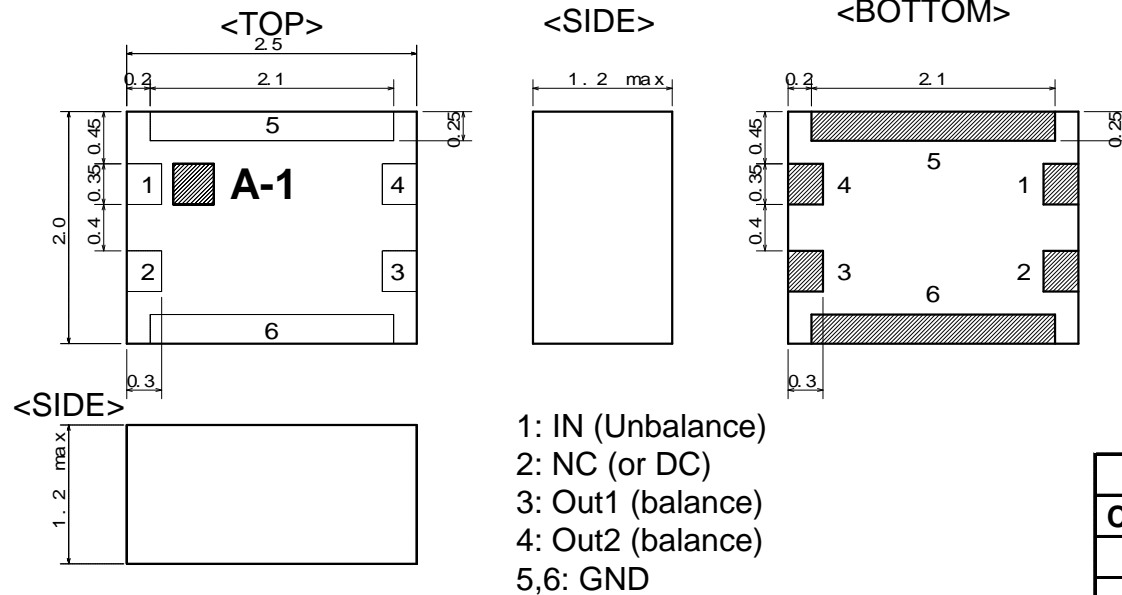 <TOP>
<SIDE>
<BOTTOM>
2.5
0.2
2.1
1.2 max
0.2
2.1
0.45
5
0.25
0.45
5
0.25
0.35
1
A-1
4
0.35
4
1
2.0
0.4
0.4
2
3
3
2
6
6
0.3
0.3
<SIDE>
1.2 max
1: IN (Unbalance)
2: NC (or DC)
3: Out1 (balance)
4: Out2 (balance)
5,6: GND